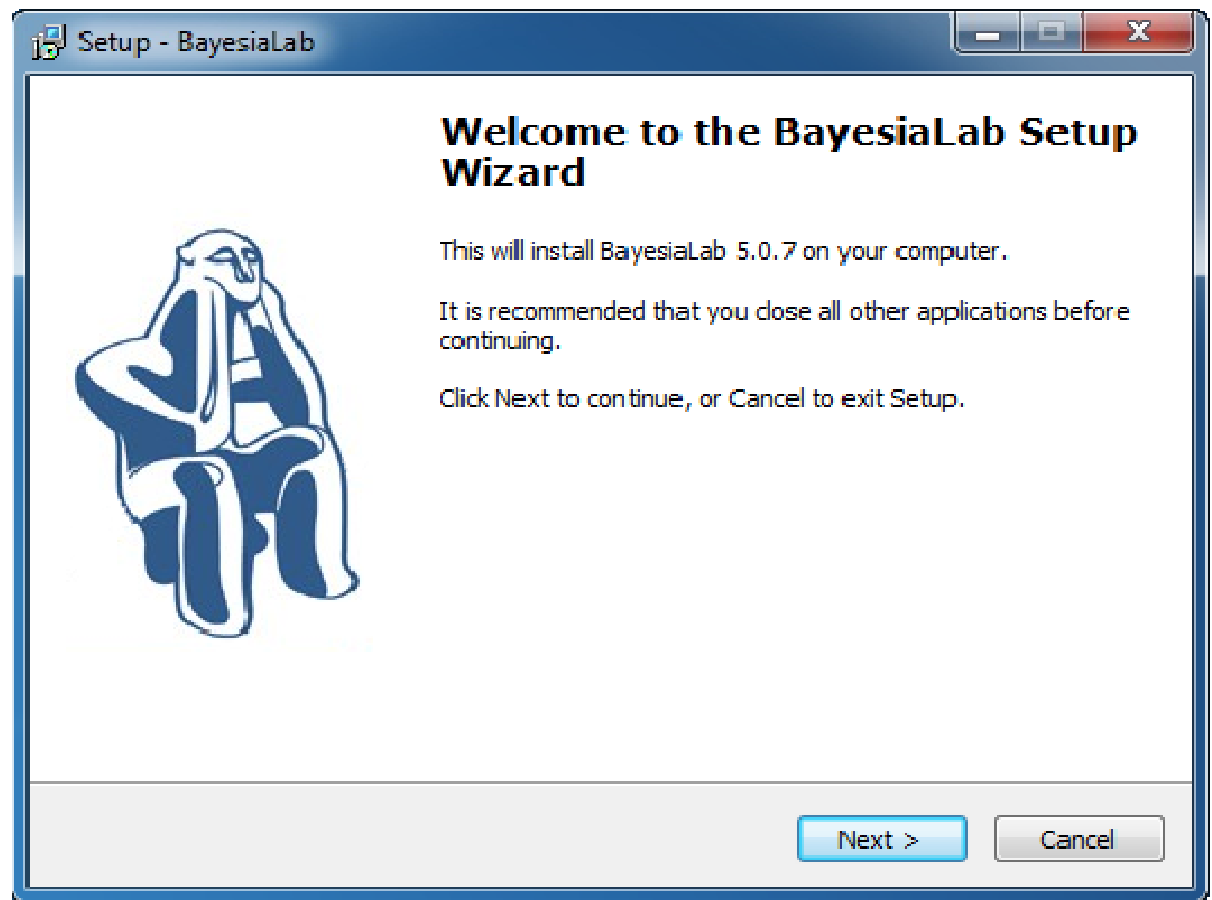 Setup - BayesiaLab
Welcome to the BayesiaLab Setup
Wizard
This will install BayesiaLab 5.0.7 on your computer.
It is recommended that you close all other applications before
continuing.
Click Next to continue, or Cancel to exit Setup.
Next >
Cancel